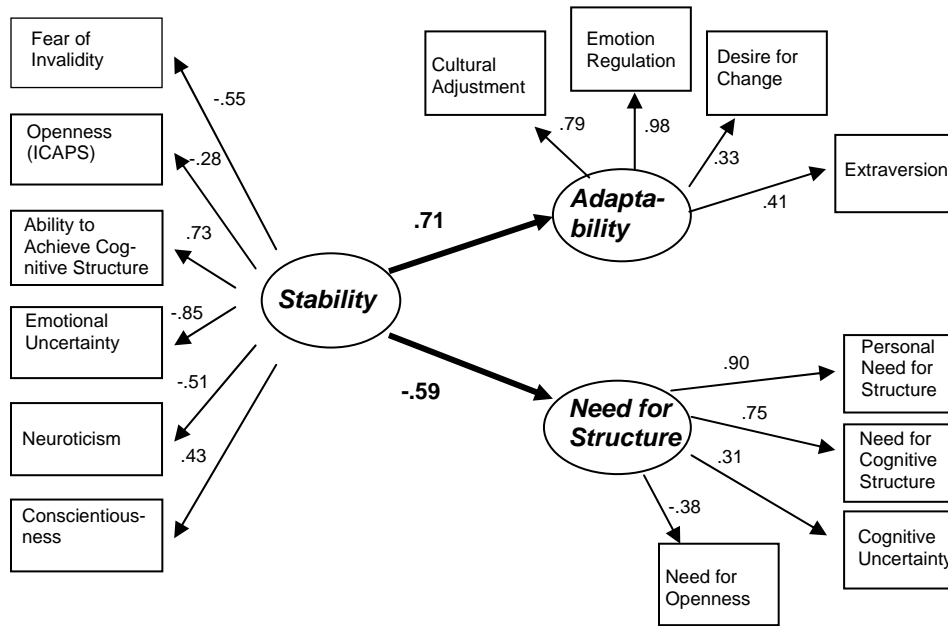 Fear of
Invalidity
-.55
Openness
(ICAPS)
-.28
Ability to
Achieve Cog-
nitive Structure
.73
Emotional
Uncertainty
-.85
Neuroticism
-.51
Conscientious-
ness
.43
Stability
.71
-.59
Cultural
Adjustment
.79
Emotion
Regulation
.98
Desire for
Change
.33
Extraversion
.41
Adapta-
bility
Need for
Structure
.90
Personal
Need for
Structure
.75
Need for
Cognitive
Structure
.31
Cognitive
Uncertainty
-.38
Need for
Openness